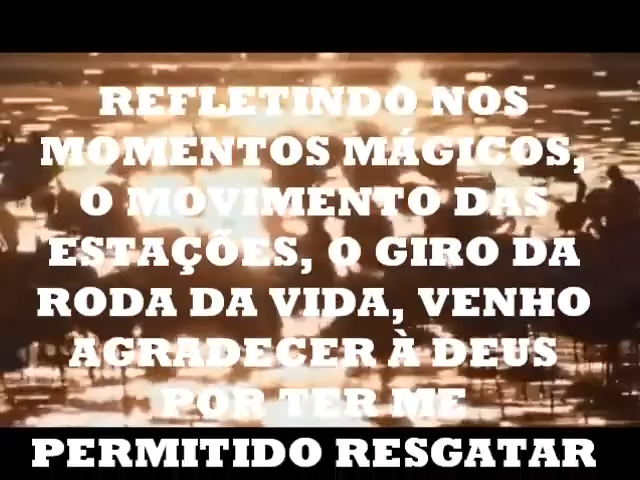 REFLETINDO NOS
MOMENTOS MÁGICOS,
O MOVIMENTO DAS
ESTAÇÕES, O GIRO DA
RODA DA VIDA, VENHO
AGRADECER À DEUS
POR TER ME
PERMITIDO RESGATAR